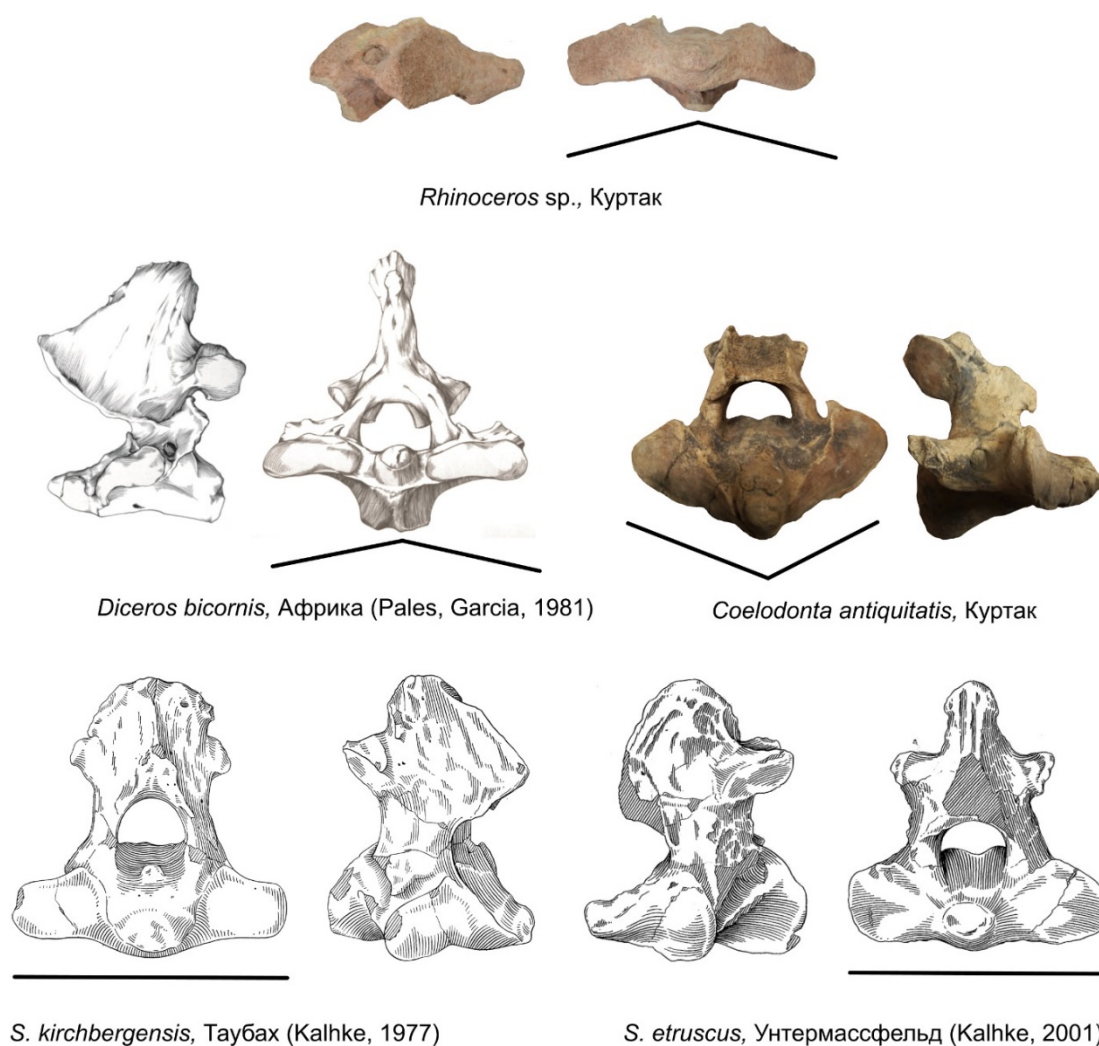 Rhinoceros sp., Куртак
Diceros bicornis, Африка (Pales, Garcia, 1981)
Coelodonta antiquitatis, Куртак
S. kirchbergensis, Таубах (Kalhke, 1977)
S. etruscus, Унтермассфельд (Kalhke, 2001)